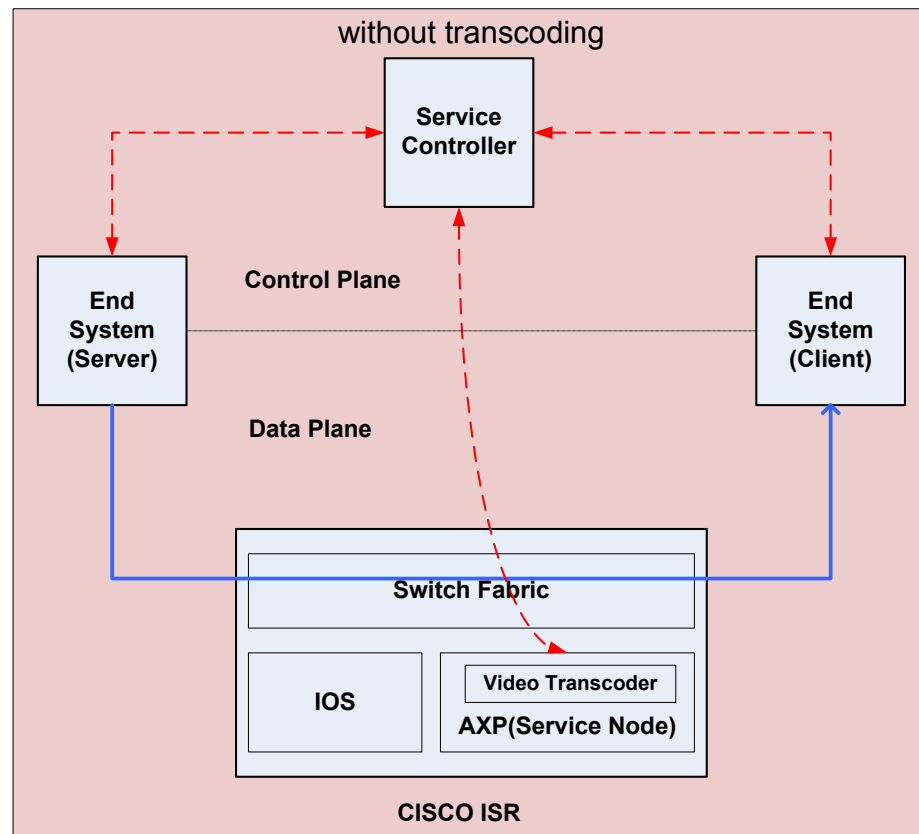 without transcoding
Service
Controller
End
System
(Server)
Control Plane
End
System
(Client)
Data Plane
Switch Fabric
IOS
Video Transcoder
AXP(Service Node)
CISCO ISR